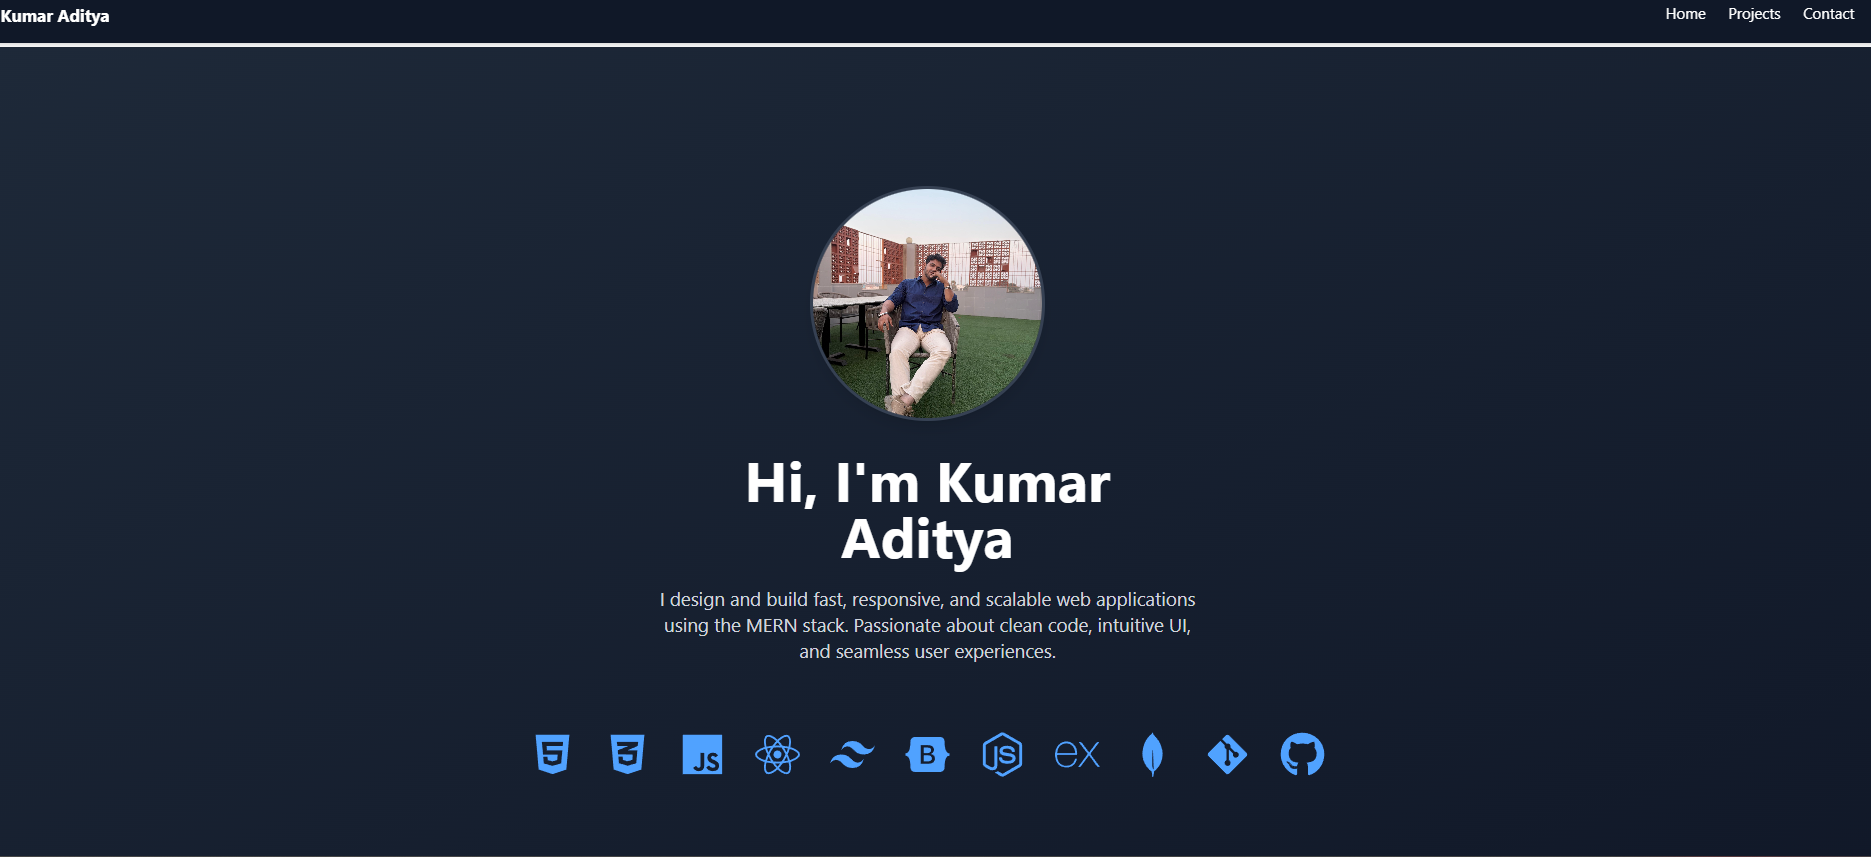 Kumar Aditya
Home Projects Contact
Hi, I'm Kumar
Aditya
I design and build fast, responsive, and scalable web applications
using the MERN stack. Passionate about clean code, intuitive UI,
and seamless user experiences.
5 3 JS B JS ex